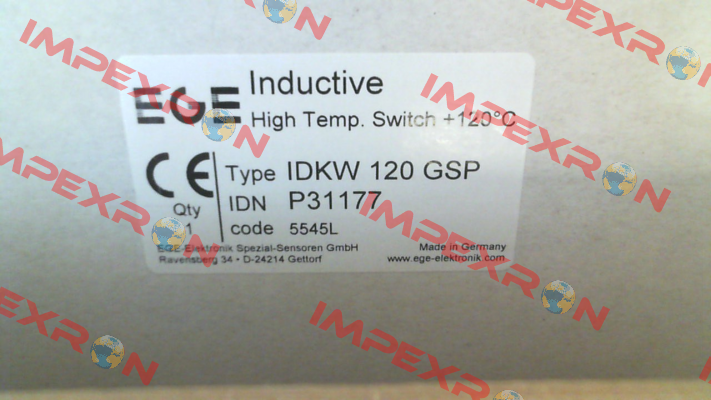 EGE Inductive
High Temp. Switch +120°C
CE Type IDKW 120 GSP
Qty IDN P31177
1 code 5545L
EGE-Elektronik Spezial-Sensoren GmbH Made in Germany
Ravensberg 34 • D-24214 Gettorf www.ege-elektronik.com
IMPEXRON
IMPEXRON
IMPEXRON
IMPEXRON
IMPEXRON
IMPEXRON
IMPEXRON